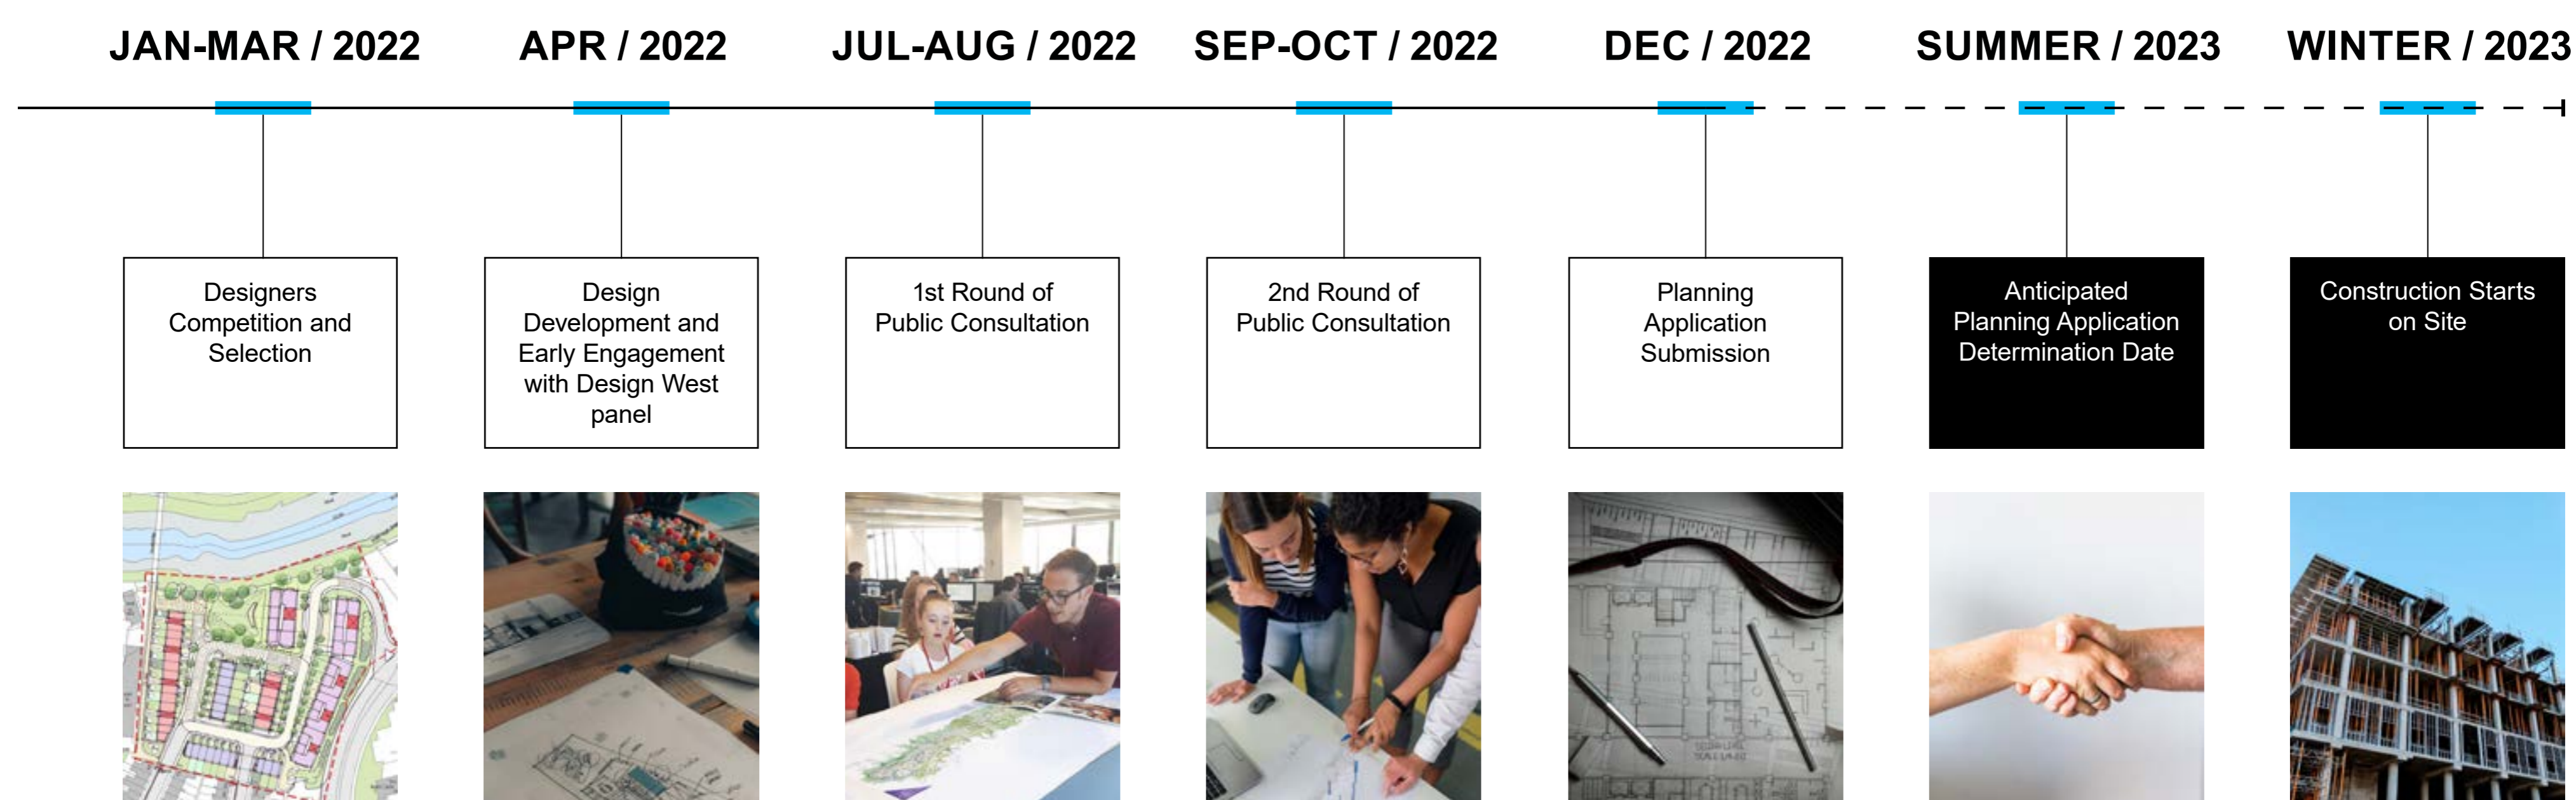 JAN-MAR / 2022
APR / 2022
JUL-AUG / 2022
SEP-OCT / 2022
DEC / 2022
SUMMER / 2023
WINTER / 2023
Designers
Competition and
Selection
Design
Development and
Early Engagement
with Design West
panel
1st Round of
Public Consultation
2nd Round of
Public Consultation
Planning
Application
Submission
Anticipated
Planning Application
Determination Date
Construction Starts
on Site